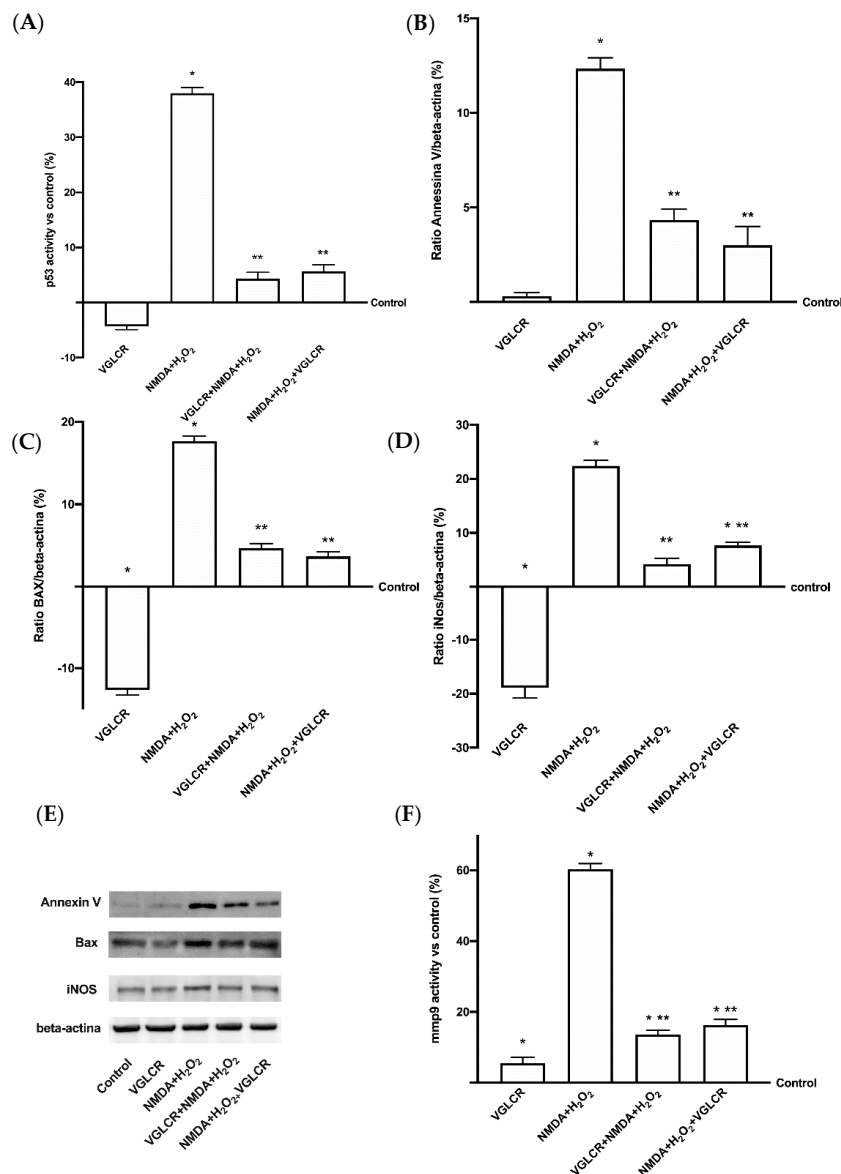 (A)
p53 activity vs control (%)
40
30
20
10
-10
*
**
**
Control
VGLCR
NMDA+H2O2
VGLCR+NMDA+H2O2
NMDA+H2O2+VGLCR
(B)
Ratio Annessina V/beta-actina (%)
15
10
5
*
**
**
Control
VGLCR
NMDA+H2O2
VGLCR+NMDA+H2O2
NMDA+H2O2+VGLCR
(C)
Ratio BAX/beta-actina (%)
20
10
-10
*
*
**
**
Control
VGLCR
NMDA+H2O2
VGLCR+NMDA+H2O2
NMDA+H2O2+VGLCR
(D)
Ratio iNos/beta-actina (%)
30
20
10
-10
-20
-30
*
*
**
* **
control
VGLCR
NMDA+H2O2
VGLCR+NMDA+H2O2
NMDA+H2O2+VGLCR
(E)
Annexin V
Bax
iNOS
beta-actina
Control
VGLCR
NMDA+H2O2
VGLCR+NMDA+H2O2
NMDA+H2O2+VGLCR
(F)
mmp9 activity vs control (%)
60
40
20
*
*
* **
* **
Control
VGLCR
NMDA+H2O2
VGLCR+NMDA+H2O2
NMDA+H2O2+VGLCR